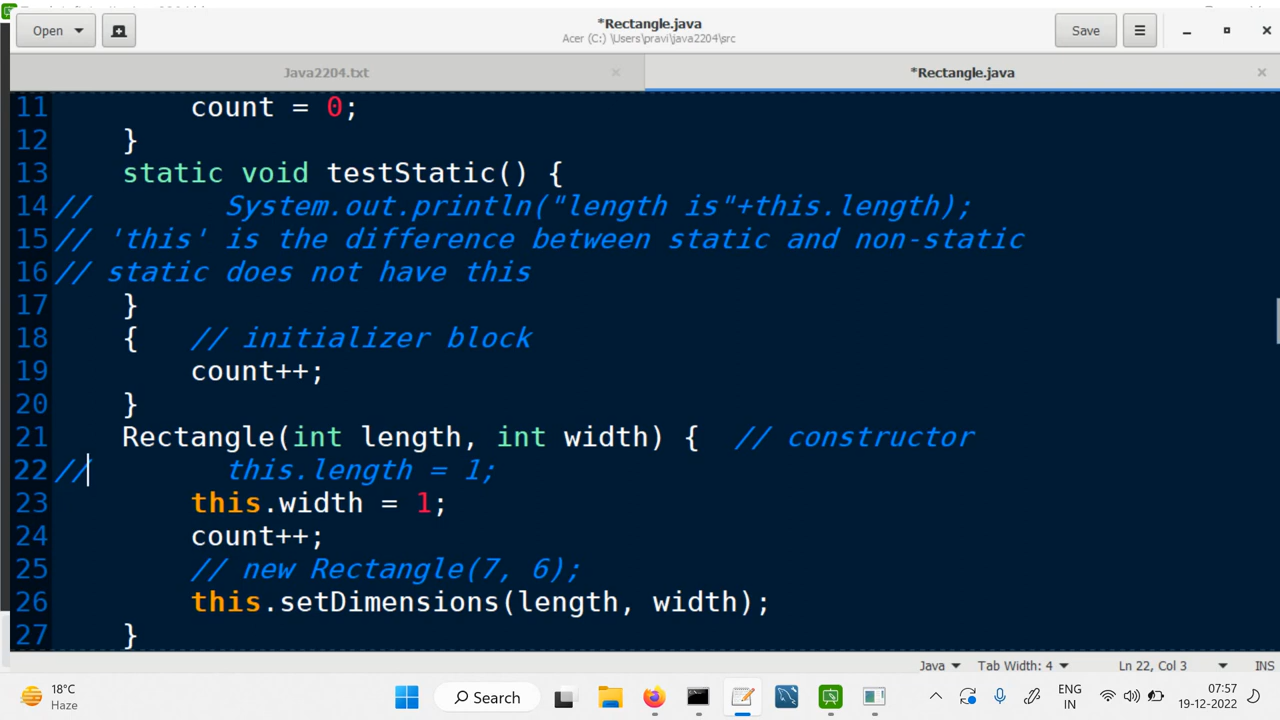 *Rectangle.java
Acer (C:) \Users\pravi\java2204\src
Open
Save
Java2204.txt
*Rectangle.java
11 count = 0;
12 }
13 static void testStatic() {
14 // System.out.println("length is"+this.length);
15 // 'this' is the difference between static and non-static
16 // static does not have this
17 }
18 { // initializer block
19 count++;
20 }
21 Rectangle(int length, int width) { // constructor
22 // this.length = 1;
23 this.width = 1;
24 count++;
25 // new Rectangle(7, 6);
26 this.setDimensions(length, width);
27 }
Java Tab Width: 4 Ln 22, Col 3 INS
18°C
Haze
Search
ENG
IN
07:57
19-12-2022